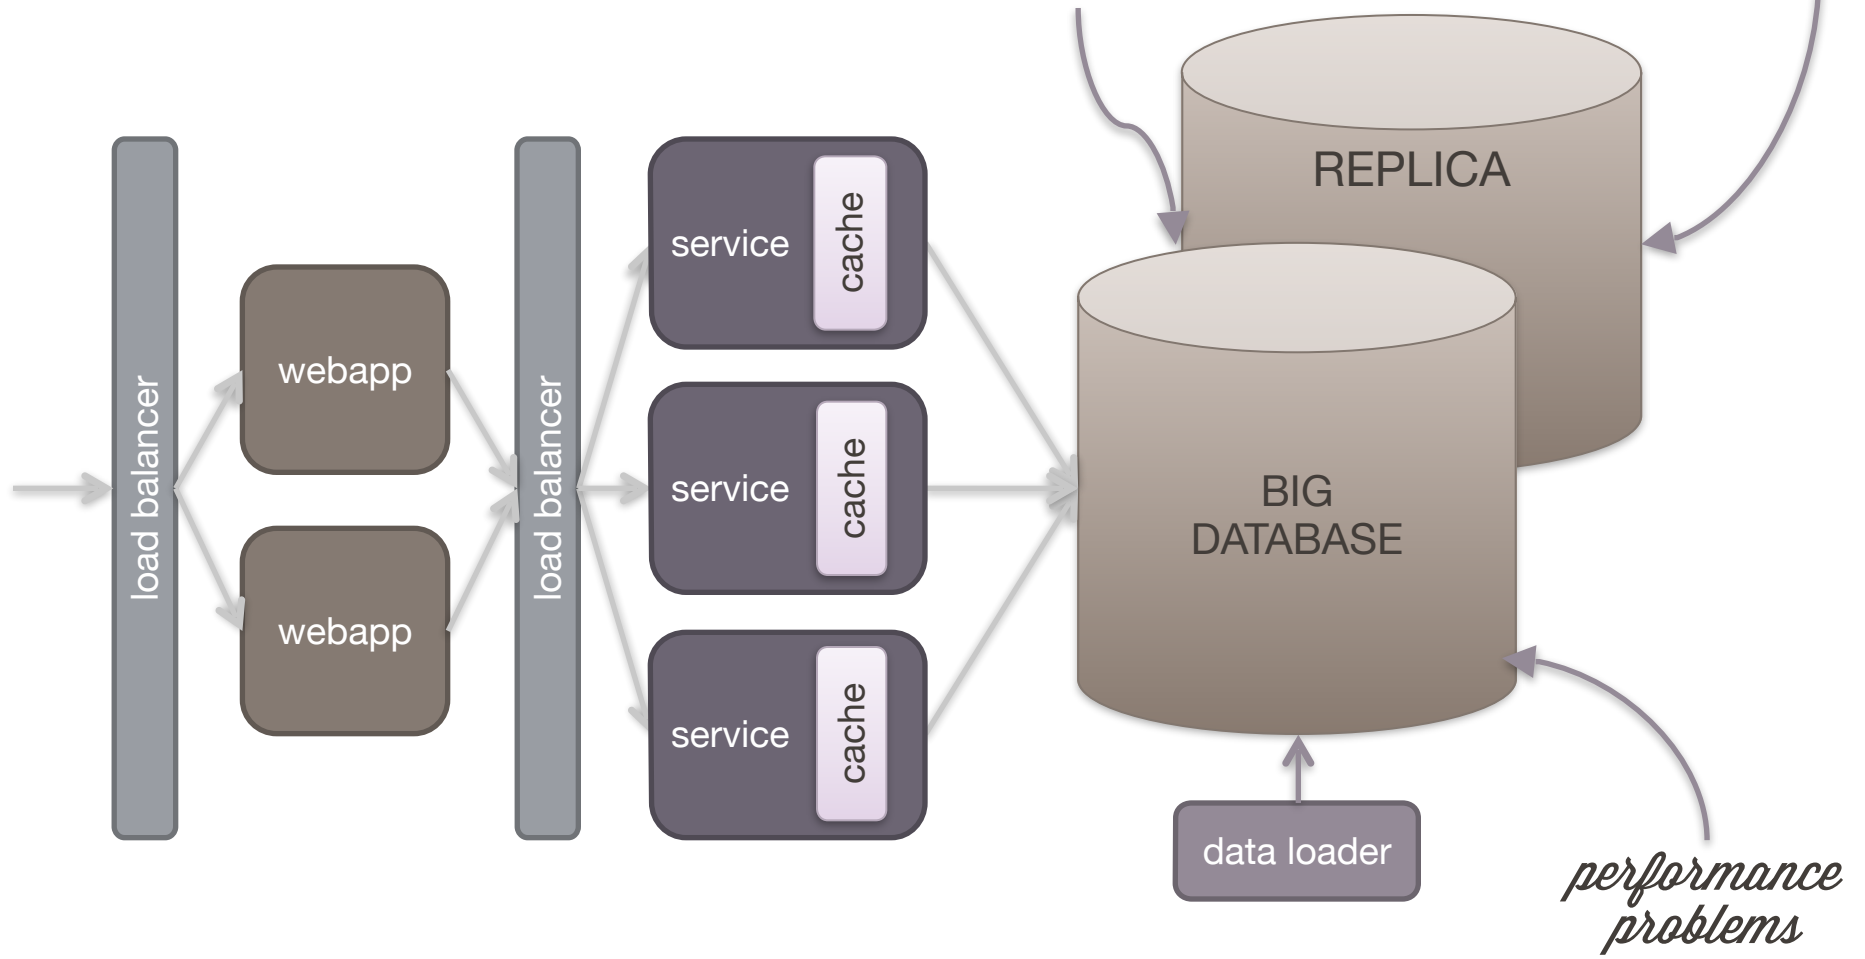 load balancer
webapp
webapp
load balancer
service
cache
service
cache
service
cache
REPLICA
BIG
DATABASE
data loader
performance
problems